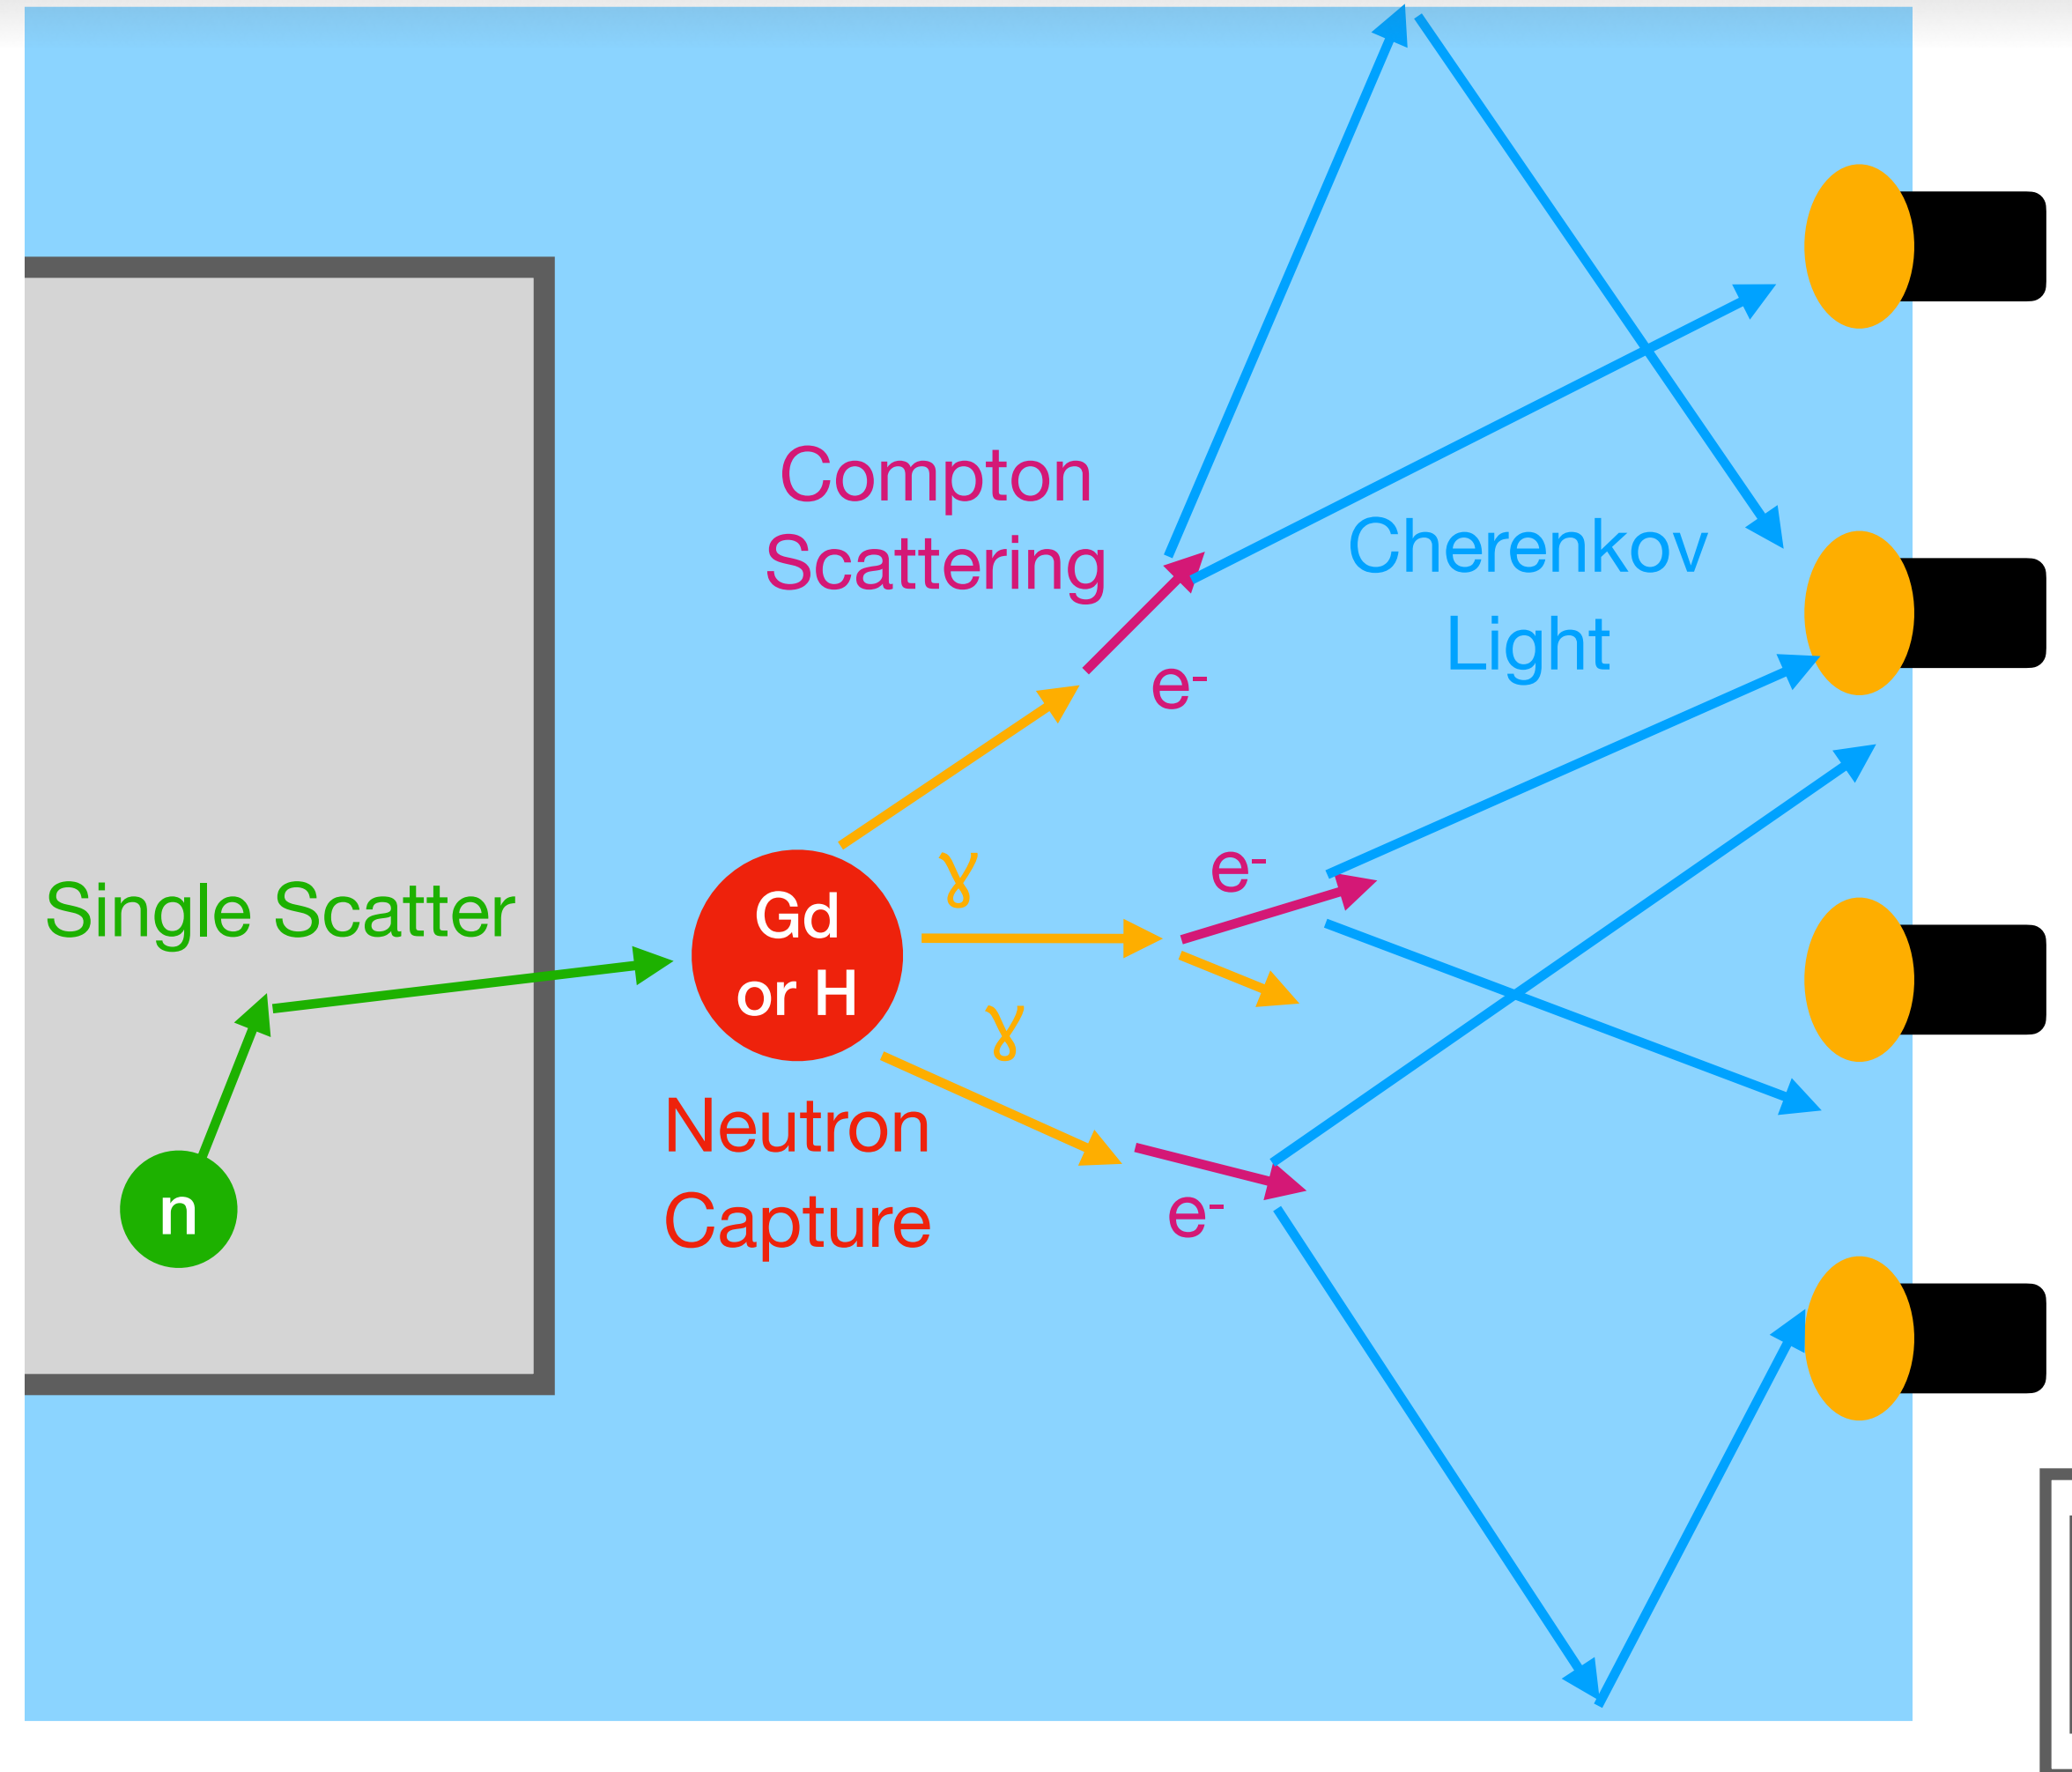 Compton
Scattering
Cherenkov
Light
e-
γ
e-
Single Scatter
Gd
or H
γ
Neutron
Capture
n
e-